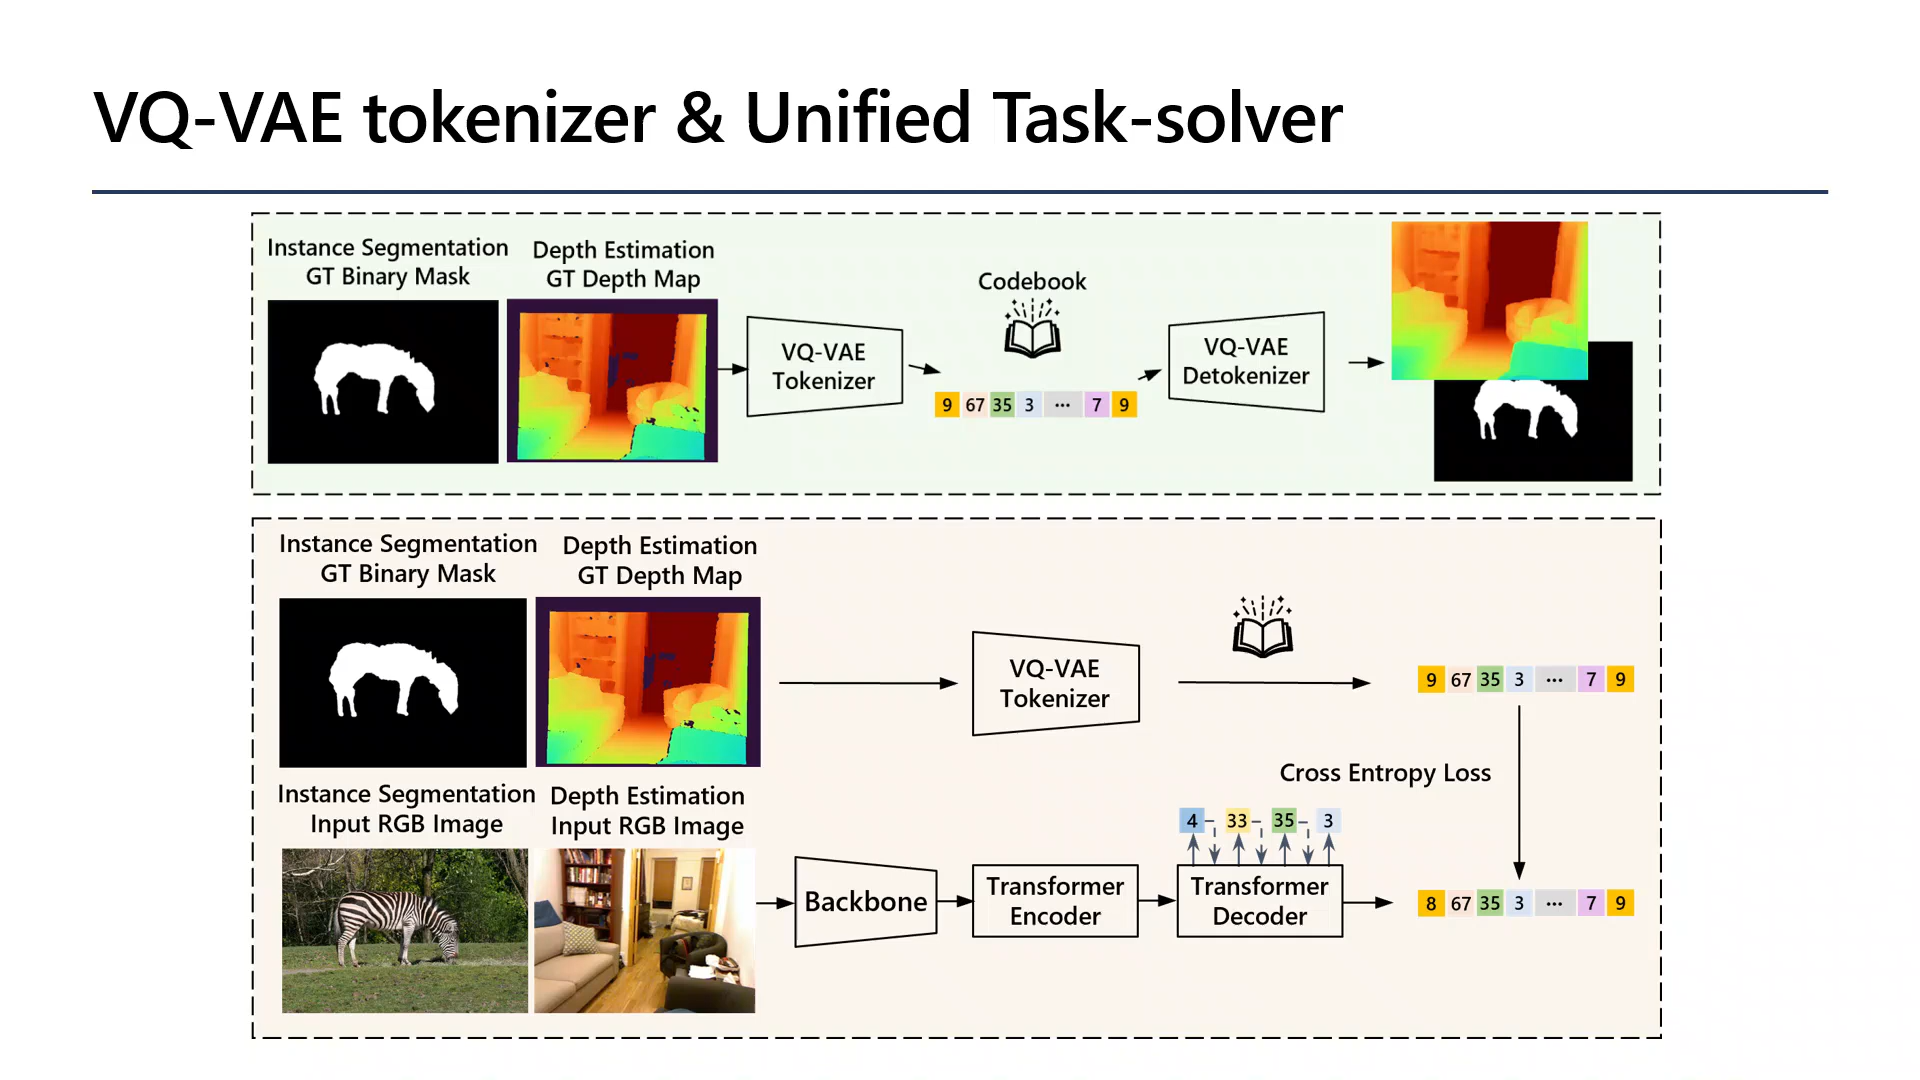 VQ-VAE tokenizer & Unified Task-solver
Instance Segmentation
GT Binary Mask
Depth Estimation
GT Depth Map
VQ-VAE
Tokenizer
Codebook
9 67 35 3 ... 7 9
VQ-VAE
Detokenizer
Instance Segmentation
GT Binary Mask
Depth Estimation
GT Depth Map
VQ-VAE
Tokenizer
9 67 35 3 ... 7 9
Cross Entropy Loss
Instance Segmentation
Input RGB Image
Depth Estimation
Input RGB Image
Backbone
Transformer
Encoder
4 33 35 3
Transformer
Decoder
8 67 35 3 ... 7 9